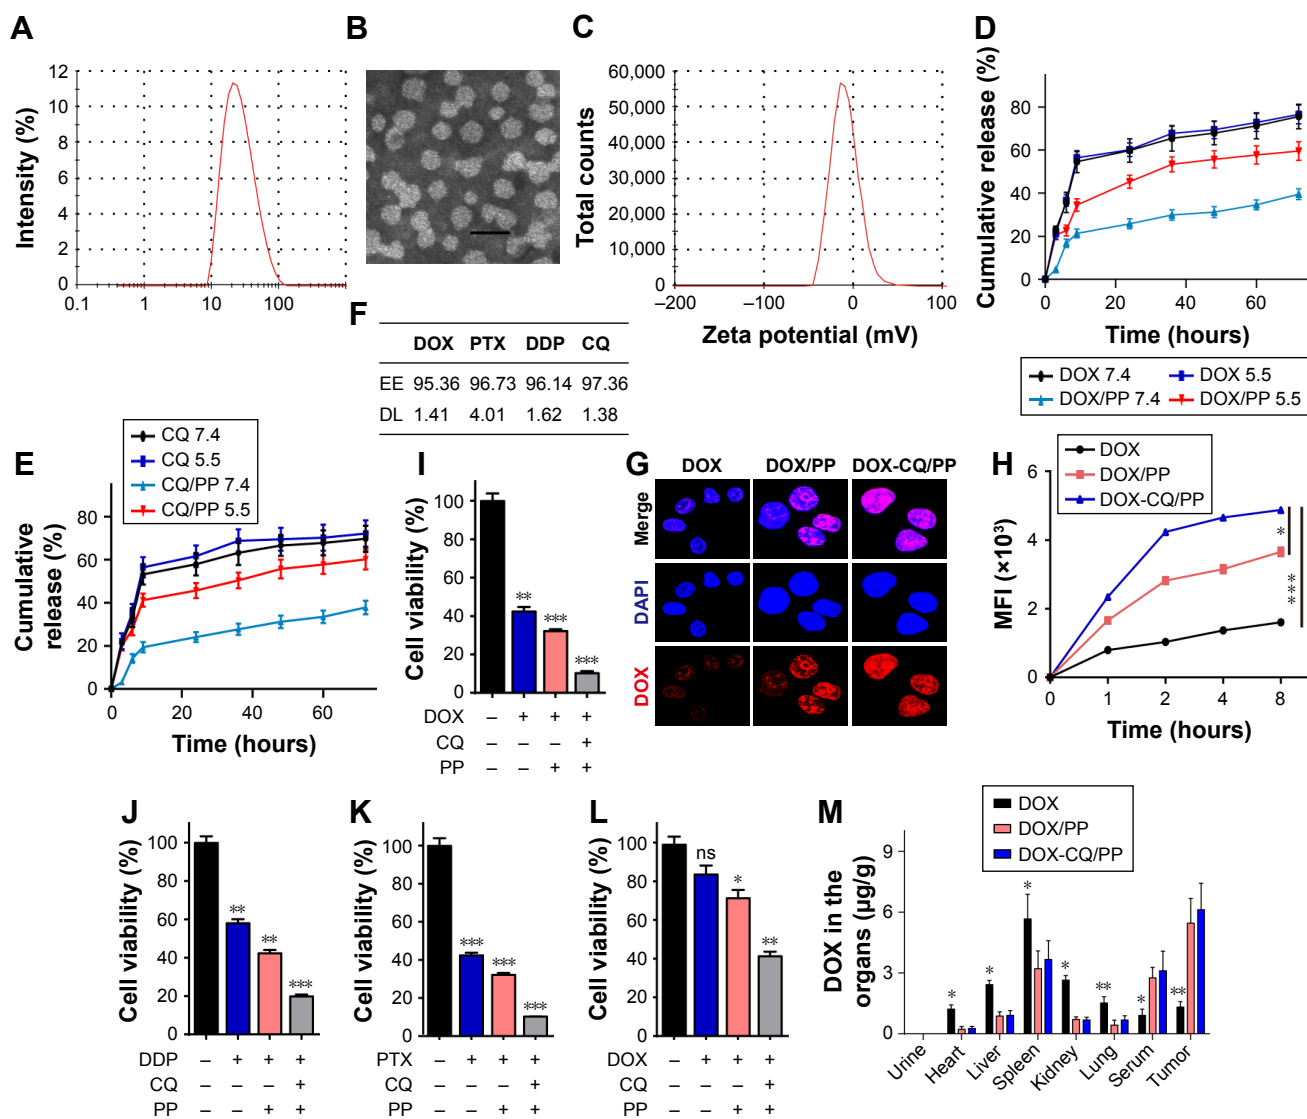 A
Intensity (%)
12
10
8
6
4
2
0
0.1
1
10
100
B
C
Total counts
60,000
50,000
40,000
30,000
20,000
10,000
0
–200
–100
0
100
Zeta potential (mV)
D
Cumulative release (%)
80
60
40
20
0
0
20
40
60
Time (hours)
DOX 7.4
DOX 5.5
DOX/PP 7.4
DOX/PP 5.5
F
DOX PTX DDP CQ
EE 95.36 96.73 96.14 97.36
DL 1.41 4.01 1.62 1.38
E
CQ 7.4
CQ 5.5
CQ/PP 7.4
CQ/PP 5.5
Cumulative
release (%)
80
60
40
20
0
0
20
40
60
Time (hours)
I
Cell viability (%)
100
80
60
40
20
0
**
***
***
DOX – + + +
CQ – – – +
PP – – + +
G
DOX DOX/PP DOX-CQ/PP
Merge
DAPI
DOX
H
DOX
DOX/PP
DOX-CQ/PP
MFI (×10³)
6
4
2
0
0
1
2
4
8
Time (hours)
*
***
J
Cell viability (%)
100
80
60
40
20
0
**
**
***
DDP – + + +
CQ – – – +
PP – – + +
K
Cell viability (%)
100
80
60
40
20
0
***
***
***
PTX – + + +
CQ – – – +
PP – – + +
L
Cell viability (%)
100
80
60
40
20
0
ns
*
**
DOX – + + +
CQ – – – +
PP – – + +
M
DOX
DOX/PP
DOX-CQ/PP
DOX in the
organs (µg/g)
9
6
3
0
*
*
*
*
**
*
**
Urine
Heart
Liver
Spleen
Kidney
Lung
Serum
Tumor